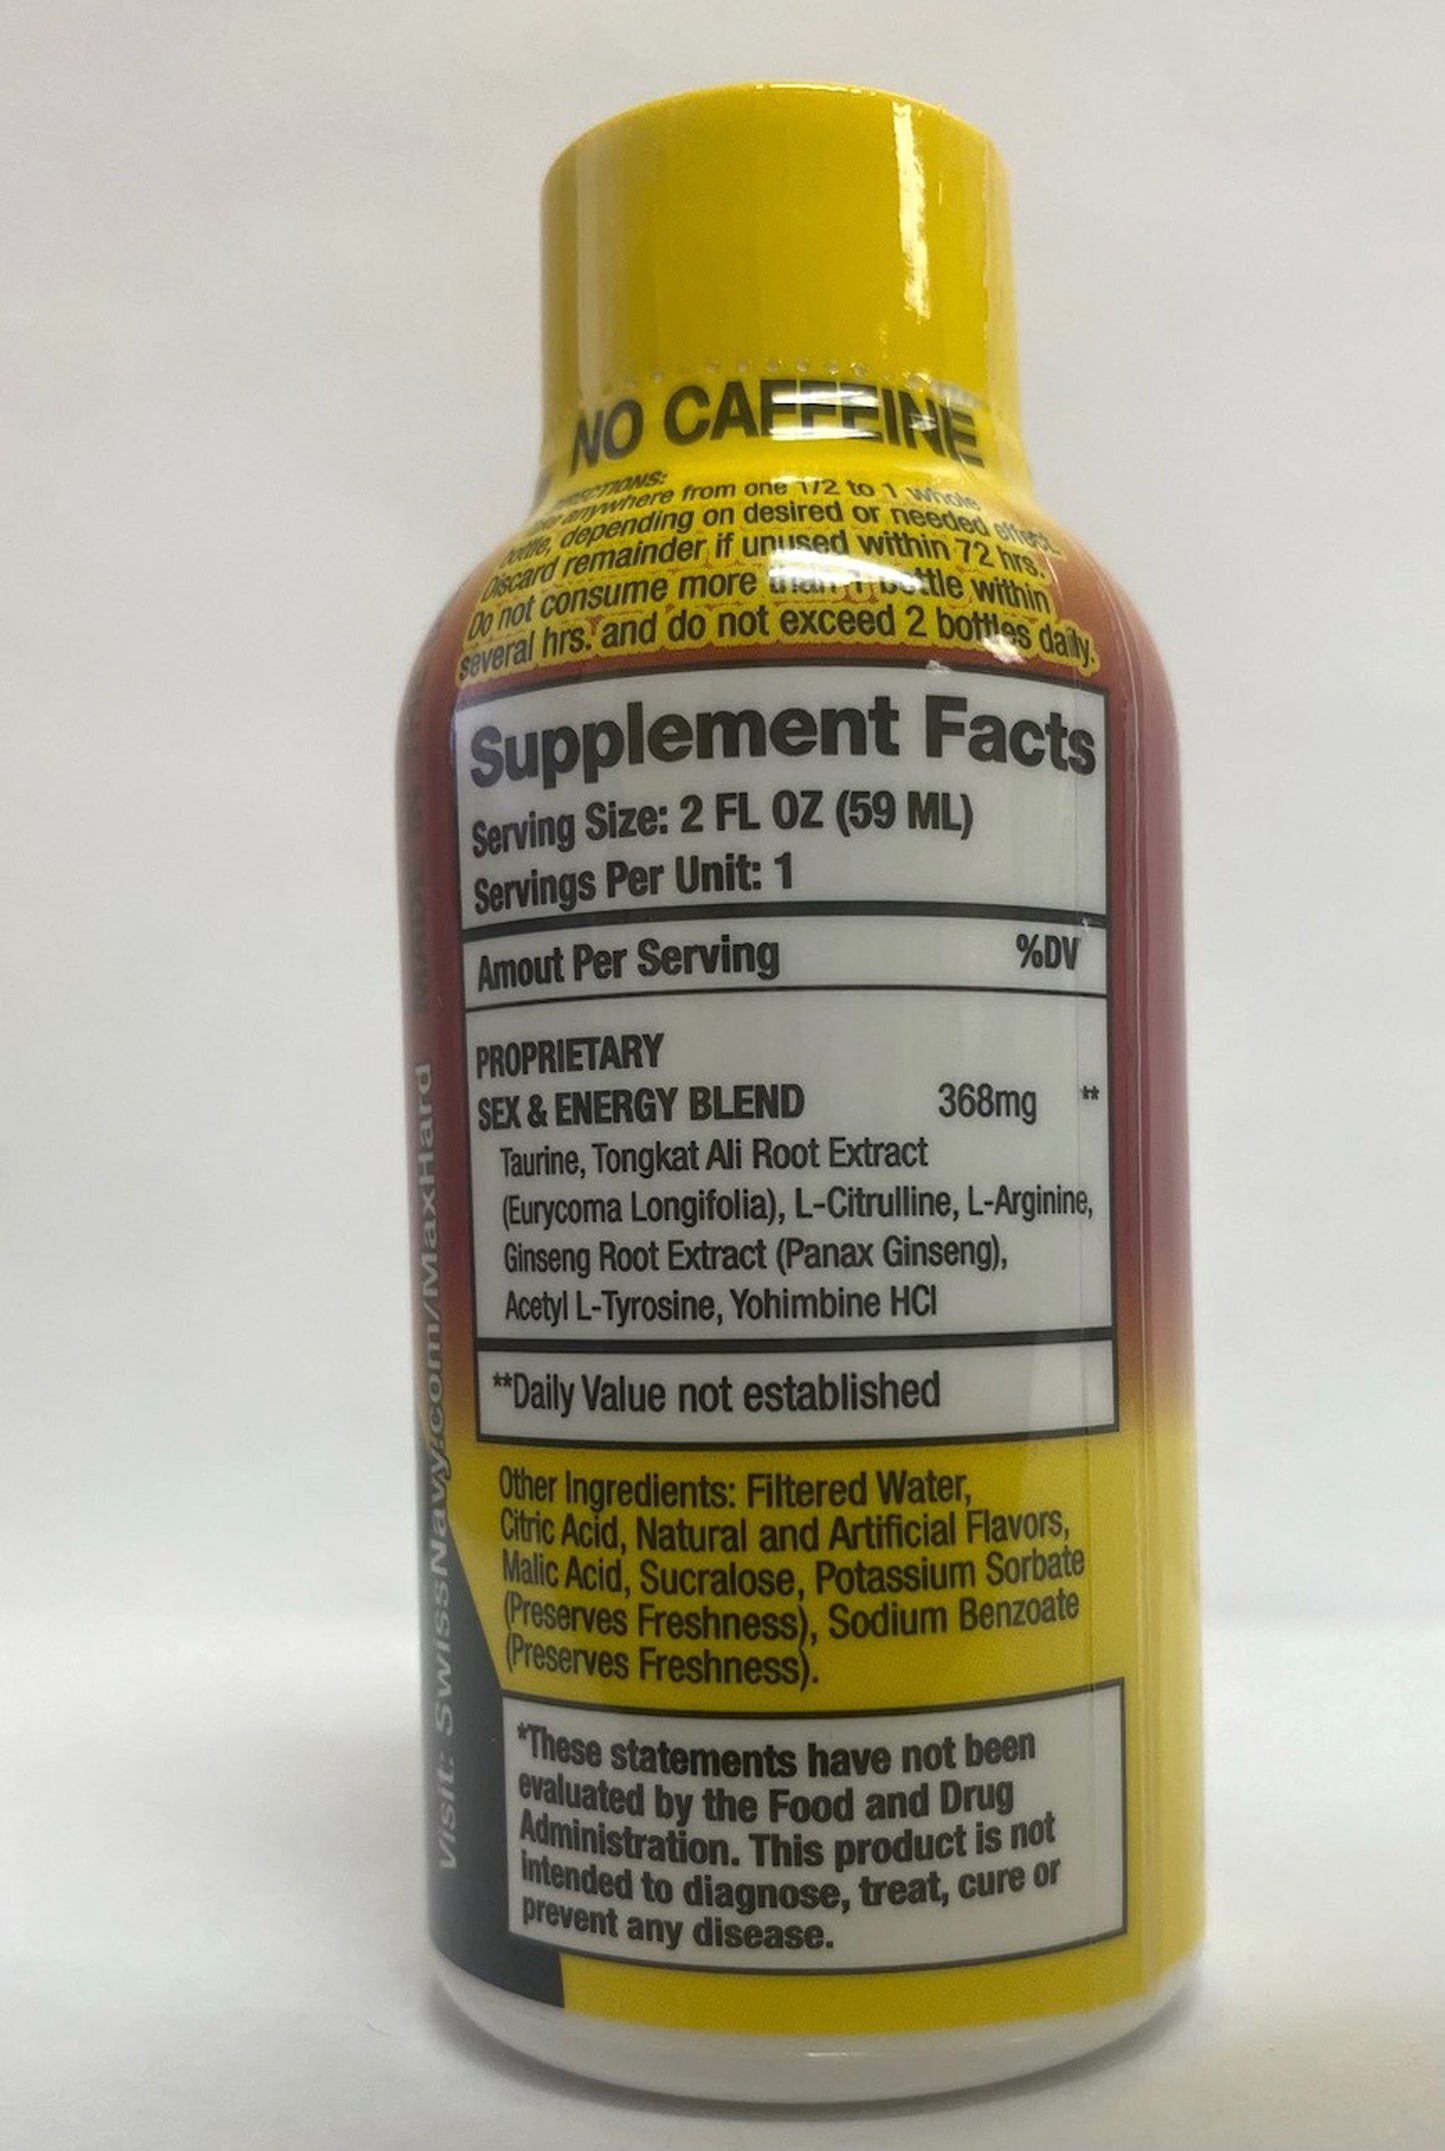 NO CAFFEINE
DIRECTIONS:
anywhere from one 1/2 to 1 whole
bottle, depending on desired or needed effect.
Discard remainder if unused within 72 hrs.
Do not consume more than 1 bottle within
several hrs. and do not exceed 2 bottles daily.
Supplement Facts
Serving Size: 2 FL OZ (59 ML)
Servings Per Unit: 1
Amout Per Serving %DV
PROPRIETARY
SEX & ENERGY BLEND 368mg **
Taurine, Tongkat Ali Root Extract
(Eurycoma Longifolia), L-Citrulline, L-Arginine,
Ginseng Root Extract (Panax Ginseng),
Acetyl L-Tyrosine, Yohimbine HCl
**Daily Value not established
Other Ingredients: Filtered Water,
Citric Acid, Natural and Artificial Flavors,
Malic Acid, Sucralose, Potassium Sorbate
(Preserves Freshness), Sodium Benzoate
(Preserves Freshness).
*These statements have not been
evaluated by the Food and Drug
Administration. This product is not
intended to diagnose, treat, cure or
prevent any disease.
Visit: SwissNavy.com/MaxHard